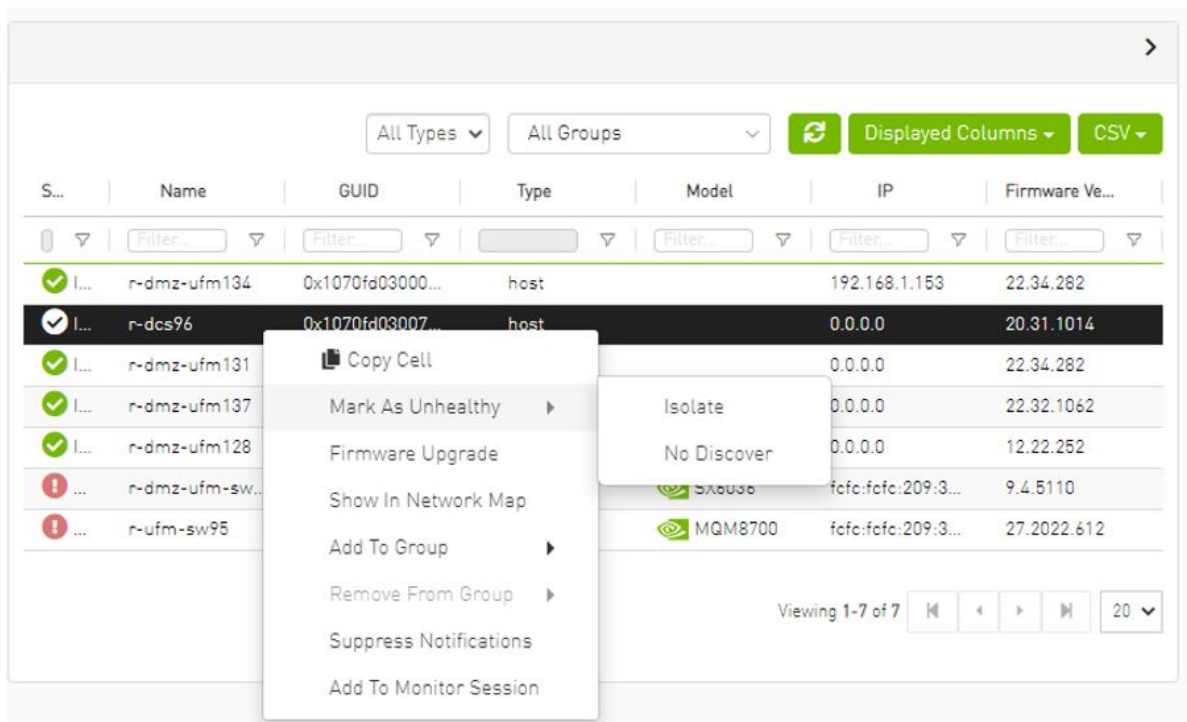 All Types All Groups Displayed Columns CSV
S... Name GUID Type Model IP Firmware Ve...
Filter... Filter... Filter... Filter... Filter...
I... r-dmz-ufm134 0x1070fd03000... host 192.168.1.153 22.34.282
I... r-dcs96 0x1070fd03007... host 0.0.0.0 20.31.1014
Copy Cell
I... r-dmz-ufm131 0.0.0.0 22.34.282
I... r-dmz-ufm137 Mark As Unhealthy Isolate 0.0.0.0 22.32.1062
I... r-dmz-ufm128 Firmware Upgrade No Discover 0.0.0.0 12.22.252
... r-dmz-ufm-sw... SX6036 fcfc:fcfc:209:3... 9.4.5110
Show In Network Map
... r-ufm-sw95 MQM8700 fcfc:fcfc:209:3... 27.2022.612
Add To Group
Remove From Group
Viewing 1-7 of 7 20
Suppress Notifications
Add To Monitor Session